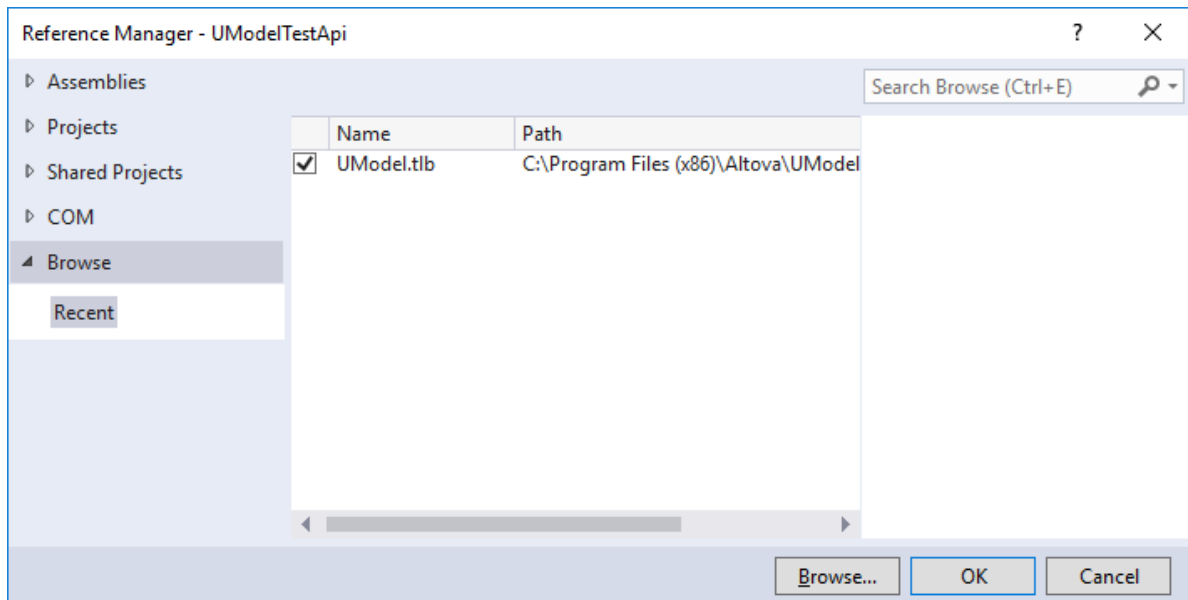 Reference Manager - UModelTestApi
?
Assemblies
Search Browse (Ctrl+E)
Projects
Name Path
UModel.tlb C:\Program Files (x86)\Altova\UModel
Shared Projects
COM
Browse
Recent
Browse... OK Cancel